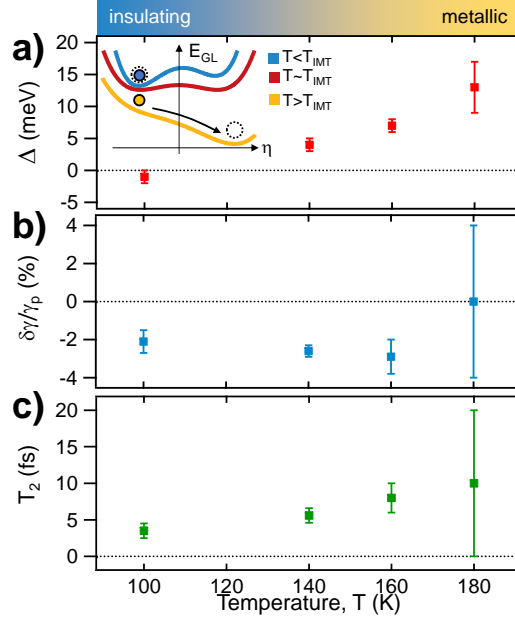 insulating metallic
a)
Δ (meV)
20
15
10
5
0
-5
E_GL
η
T<T_IMT
T~T_IMT
T>T_IMT
b)
δγ/γ_p (%)
4
2
0
-2
-4
c)
T_2 (fs)
20
15
10
5
0
100 120 140 160 180
Temperature, T (K)